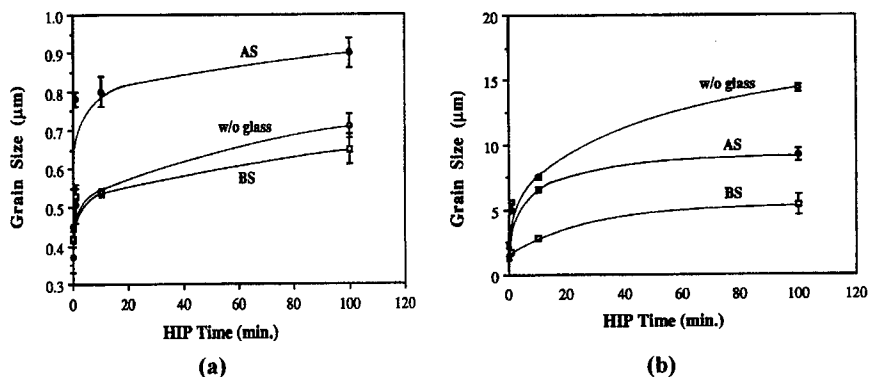 1.0
0.9
0.8
0.7
0.6
0.5
0.4
0.3
Grain Size (μm)
AS
w/o glass
BS
0 20 40 60 80 100 120
HIP Time (min.)
(a)
20
15
10
5
0
Grain Size (μm)
w/o glass
AS
BS
0 20 40 60 80 100 120
HIP Time (min.)
(b)